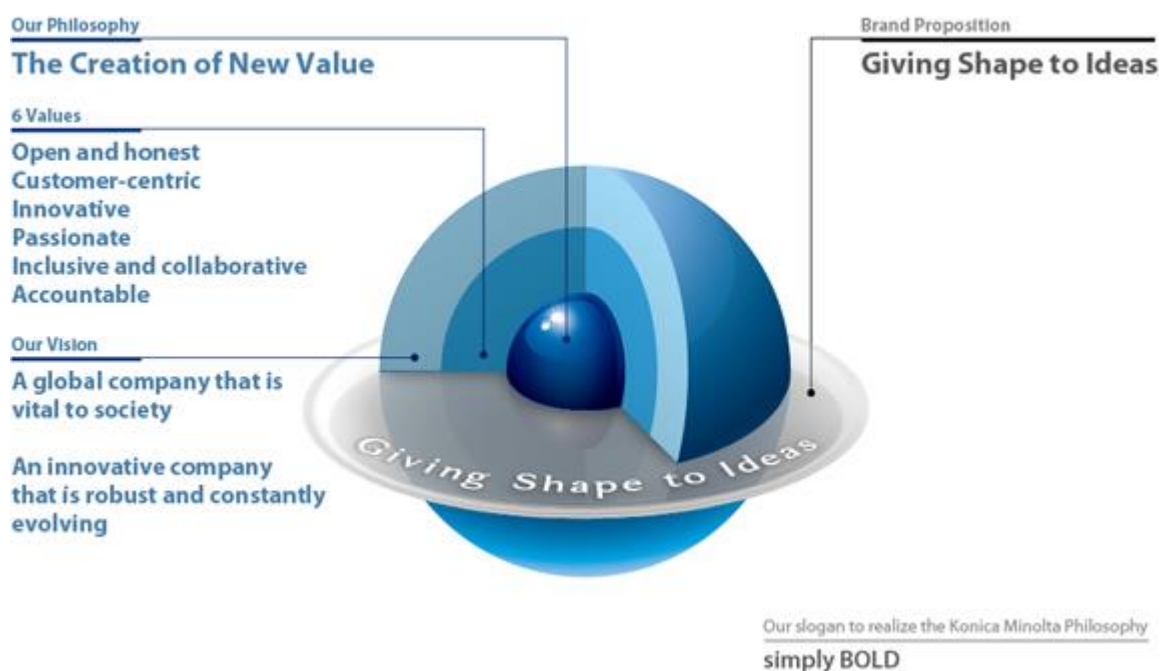 Our Philosophy
The Creation of New Value
6 Values
Open and honest
Customer-centric
Innovative
Passionate
Inclusive and collaborative
Accountable
Our Vision
A global company that is
vital to society
An innovative company
that is robust and constantly
evolving
Brand Proposition
Giving Shape to Ideas
Giving Shape to Ideas
Our slogan to realize the Konica Minolta Philosophy
simply BOLD